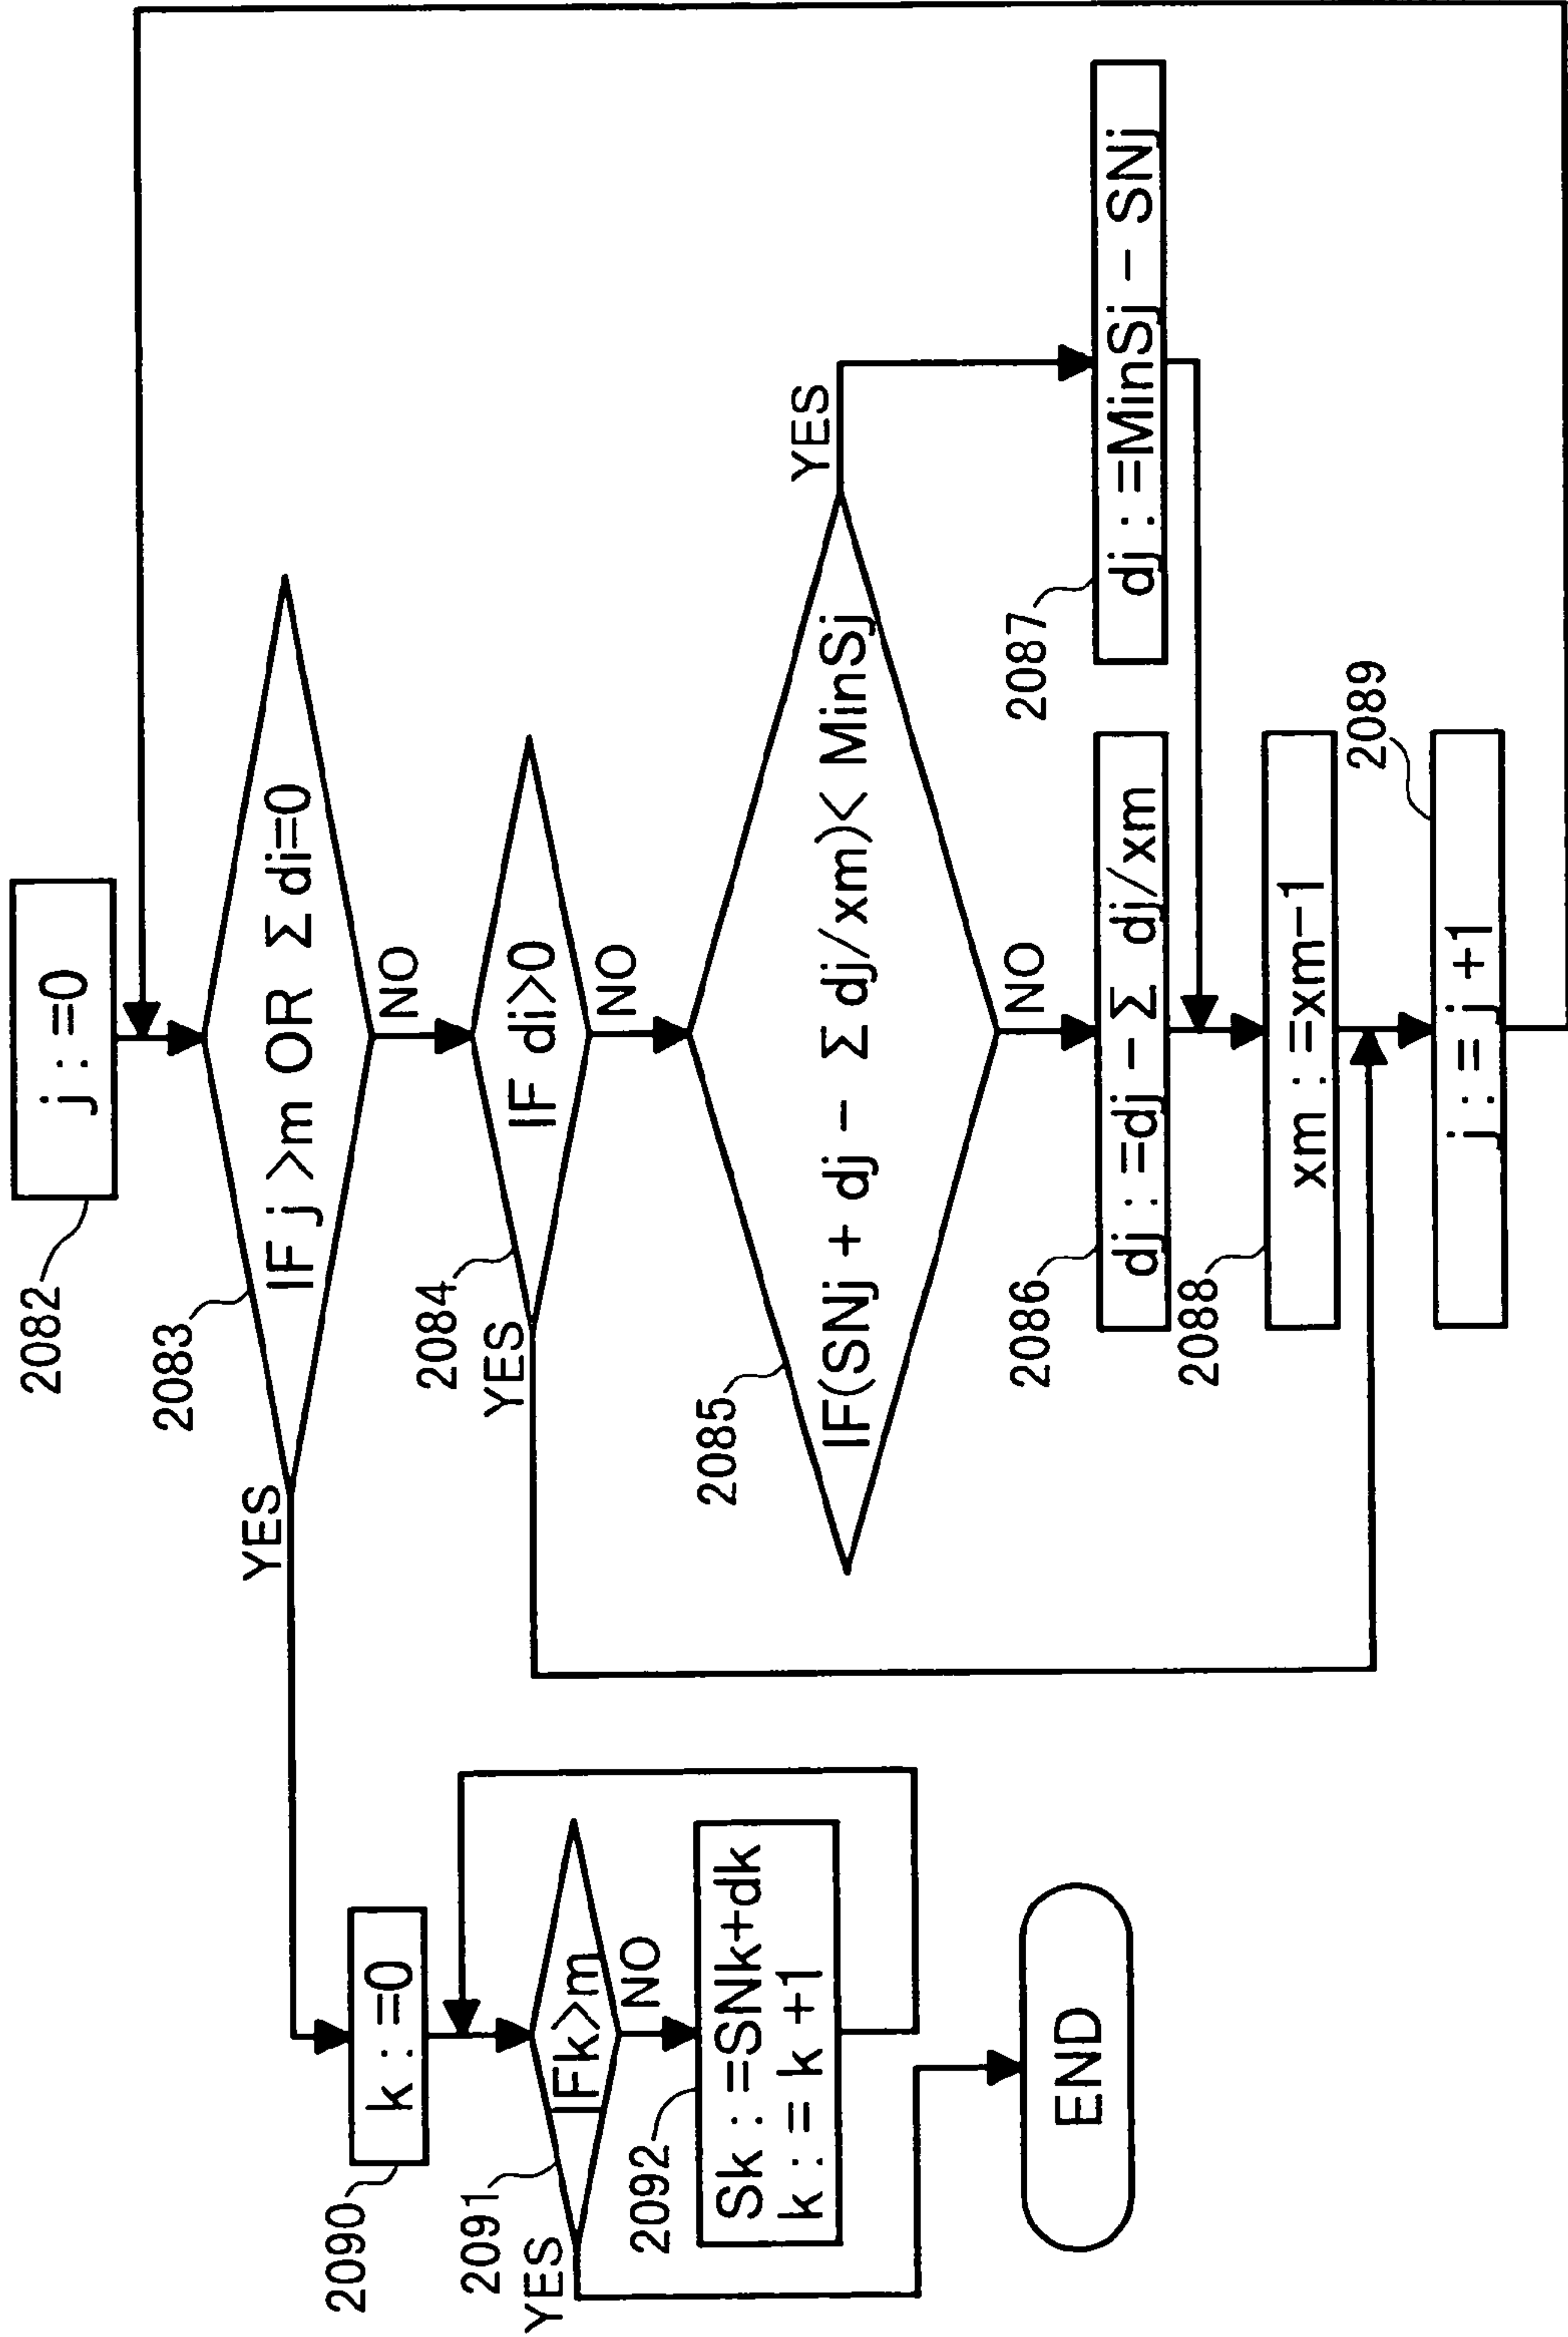 2082
j : =0
2083
IF j >m OR Σ di=0
YES
NO
2084
IF di>0
YES
NO
2085
IF(SNj + dj - Σ dj/xm)< MinSj
YES
NO
2086
dj : =dj - Σ dj/xm
2087
dj : =MinSj - SNj
2088
xm : =xm-1
2089
j : = j +1
2090
k : =0
2091
IFk>m
YES
NO
2092
Sk : =SNk+dk
k : = k +1
END